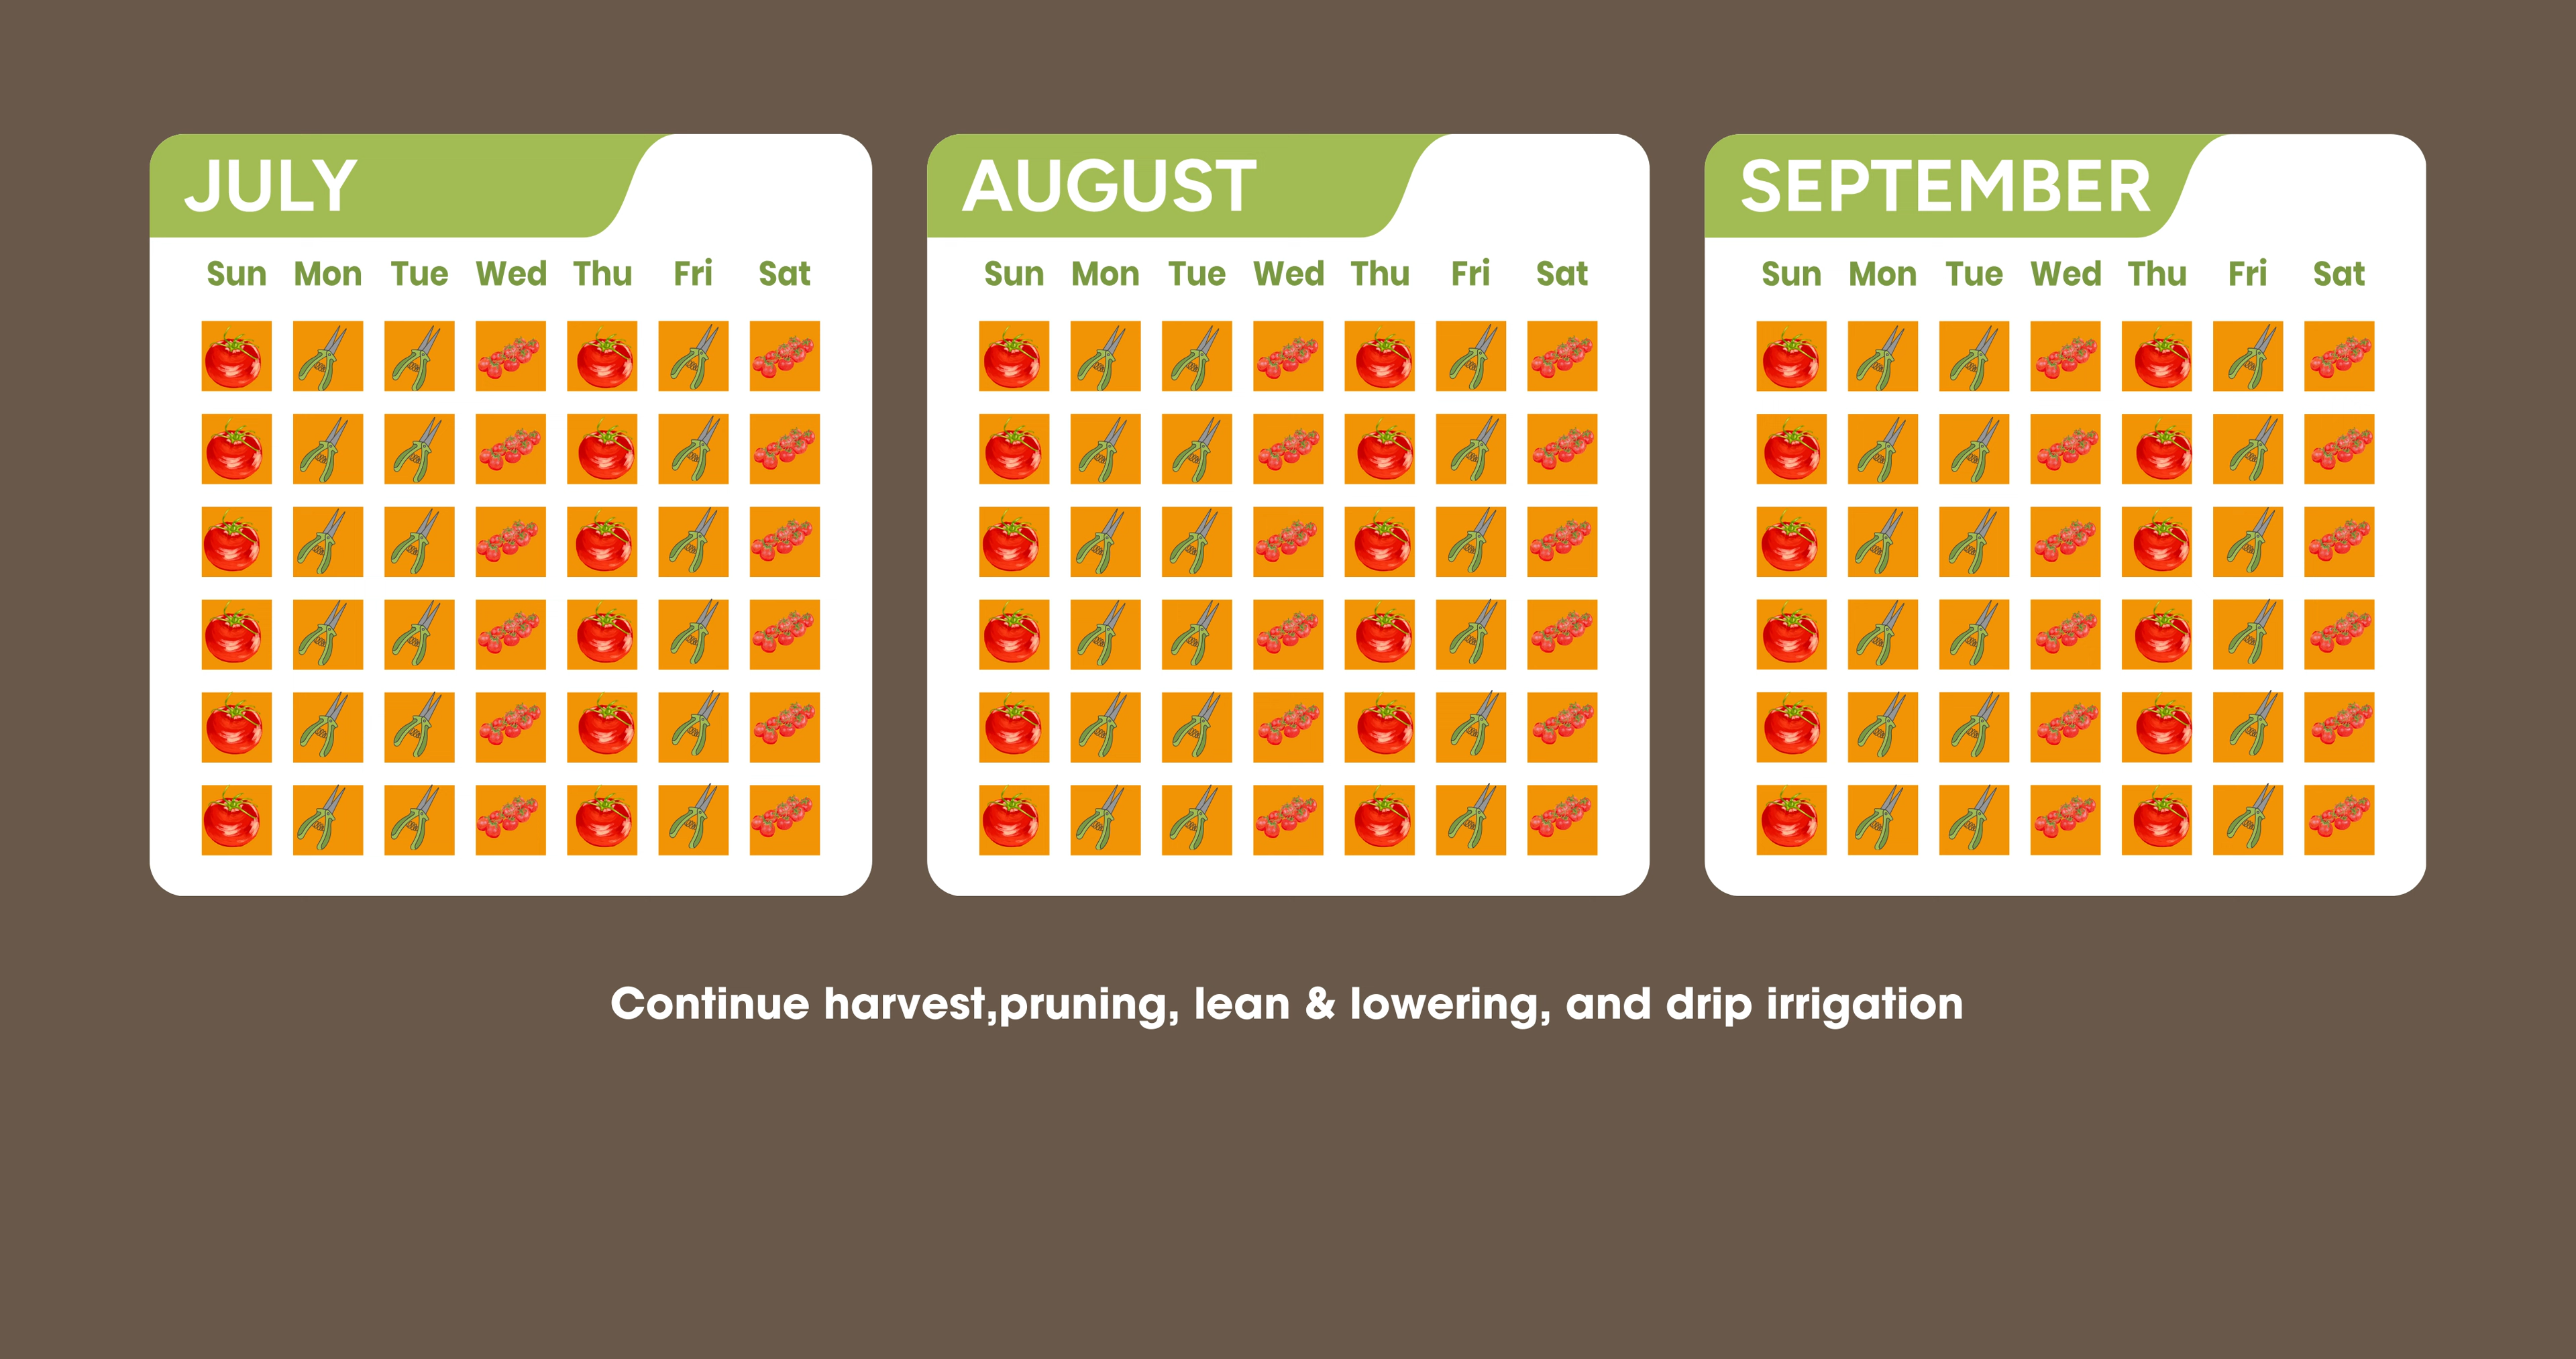 JULY
Sun Mon Tue Wed Thu Fri Sat
AUGUST
Sun Mon Tue Wed Thu Fri Sat
SEPTEMBER
Sun Mon Tue Wed Thu Fri Sat
Continue harvest,pruning, lean & lowering, and drip irrigation